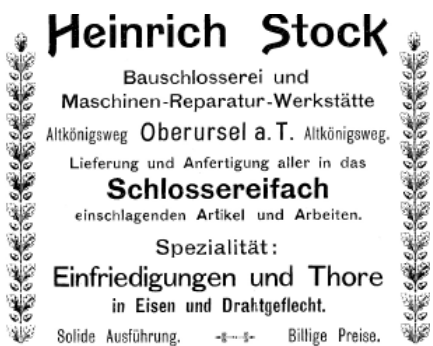 Heinrich Stock
Bauschlosserei und
Maschinen-Reparatur-Werkstätte
Altkönigsweg Oberursel a. T. Altkönigsweg.
Lieferung und Anfertigung aller in das
Schlossereifach
einschlagenden Artikel und Arbeiten.
Spezialität:
Einfriedigungen und Thore
in Eisen und Drahtgeflecht.
Solide Ausführung. Billige Preise.